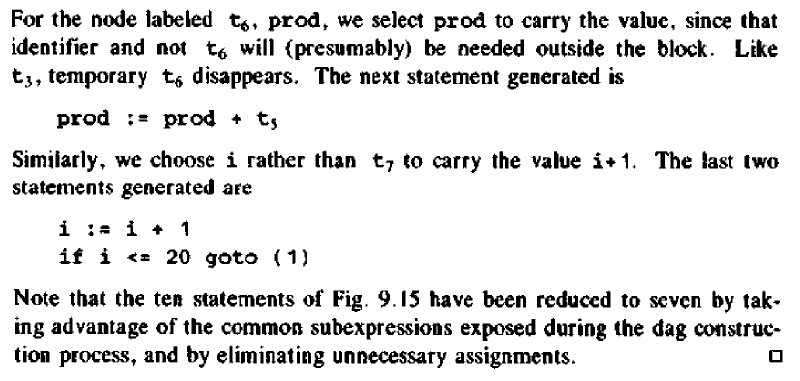 For the node labeled t₆, prod, we select prod to carry the value, since that
identifier and not t₆ will (presumably) be needed outside the block. Like
t₃, temporary t₆ disappears. The next statement generated is
prod := prod + t₅
Similarly, we choose i rather than t₇ to carry the value i+1. The last two
statements generated are
i := i + 1
if i <= 20 goto (1)
Note that the ten statements of Fig. 9.15 have been reduced to seven by tak-
ing advantage of the common subexpressions exposed during the dag construc-
tion process, and by eliminating unnecessary assignments. □